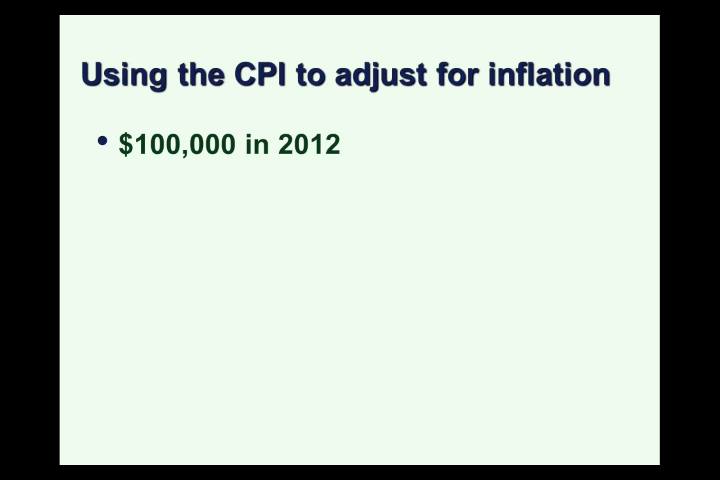 Using the CPI to adjust for inflation
• $100,000 in 2012